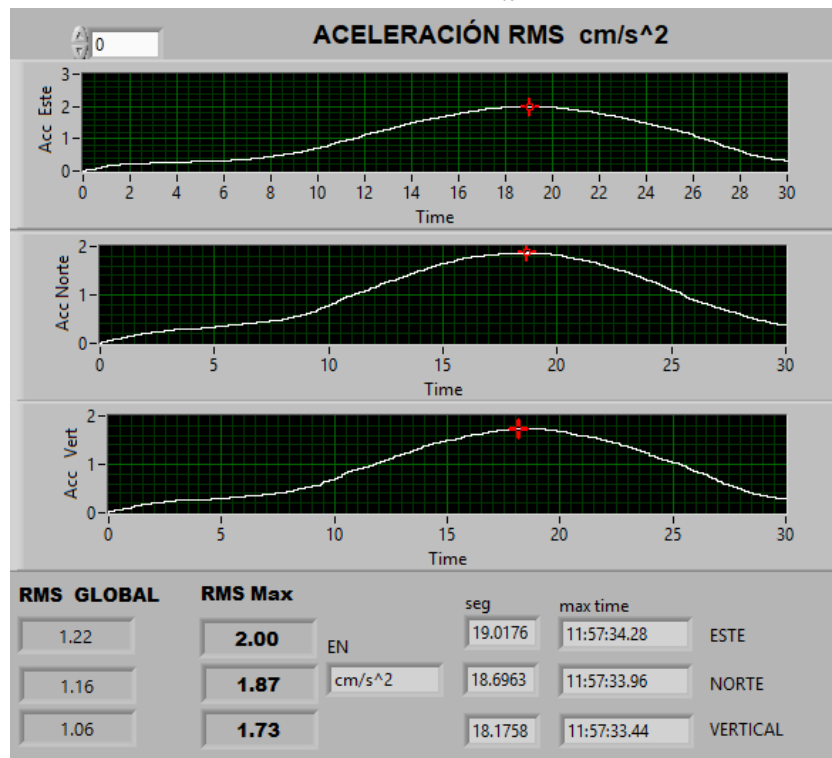 0
ACELERACIÓN RMS cm/s^2
Acc Este
3
2
1
0
0 2 4 6 8 10 12 14 16 18 20 22 24 26 28 30
Time
Acc Norte
2
1
0
0 5 10 15 20 25 30
Time
Acc Vert
2
1
0
0 5 10 15 20 25 30
Time
RMS GLOBAL RMS Max seg max time
1.22 2.00 EN 19.0176 11:57:34.28 ESTE
1.16 1.87 cm/s^2 18.6963 11:57:33.96 NORTE
1.06 1.73 18.1758 11:57:33.44 VERTICAL